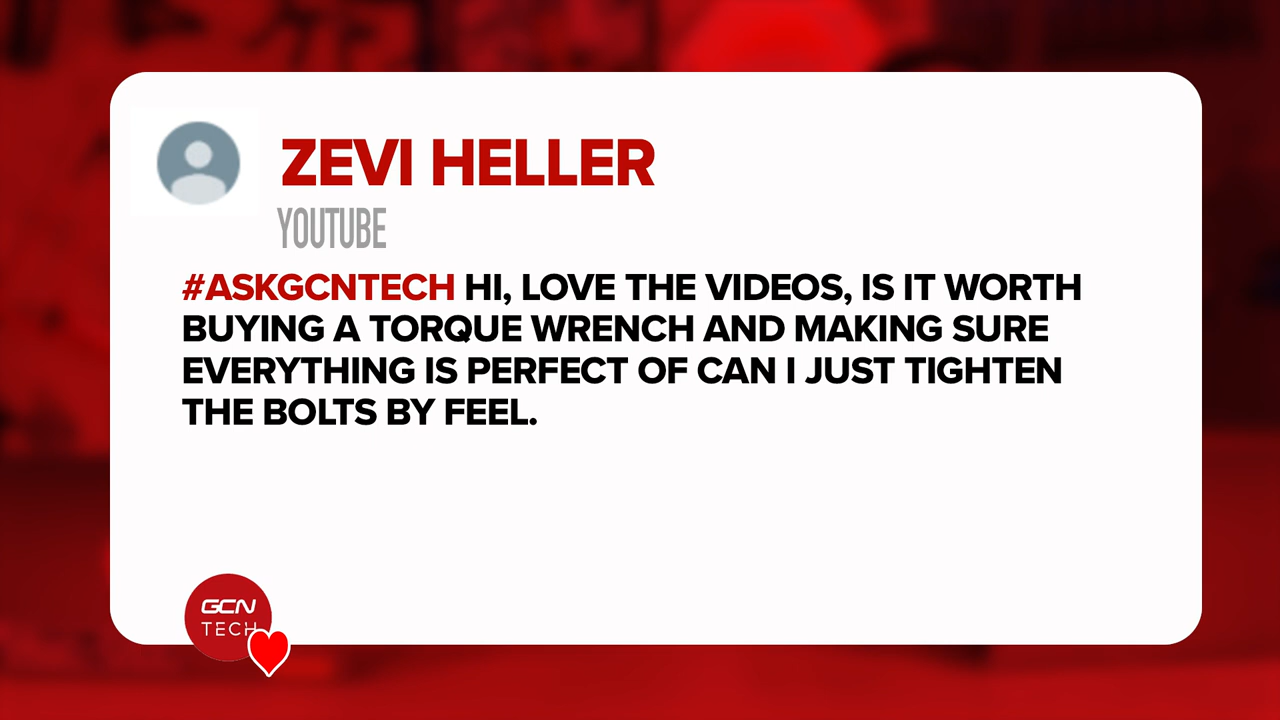 ZEVI HELLER
YOUTUBE
#ASKGCNTECH HI, LOVE THE VIDEOS, IS IT WORTH
BUYING A TORQUE WRENCH AND MAKING SURE
EVERYTHING IS PERFECT OF CAN I JUST TIGHTEN
THE BOLTS BY FEEL.
GCN
TECH